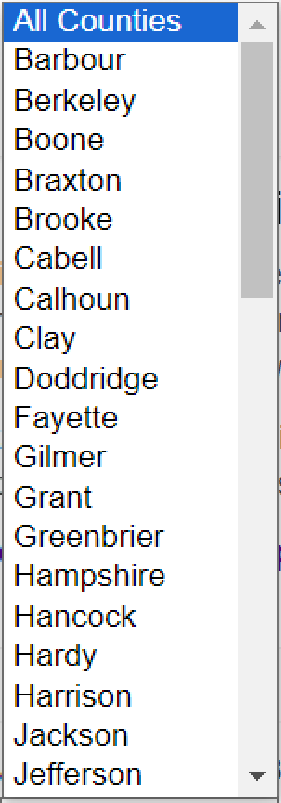 All Counties
Barbour
Berkeley
Boone
Braxton
Brooke
Cabell
Calhoun
Clay
Doddridge
Fayette
Gilmer
Grant
Greenbrier
Hampshire
Hancock
Hardy
Harrison
Jackson
Jefferson